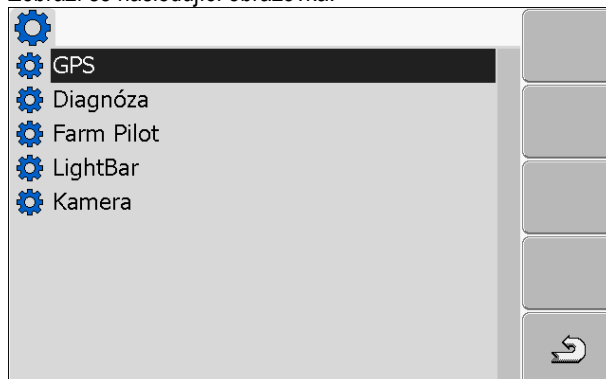 Zobrazí se následující obrazovka:
GPS
Diagnóza
Farm Pilot
LightBar
Kamera